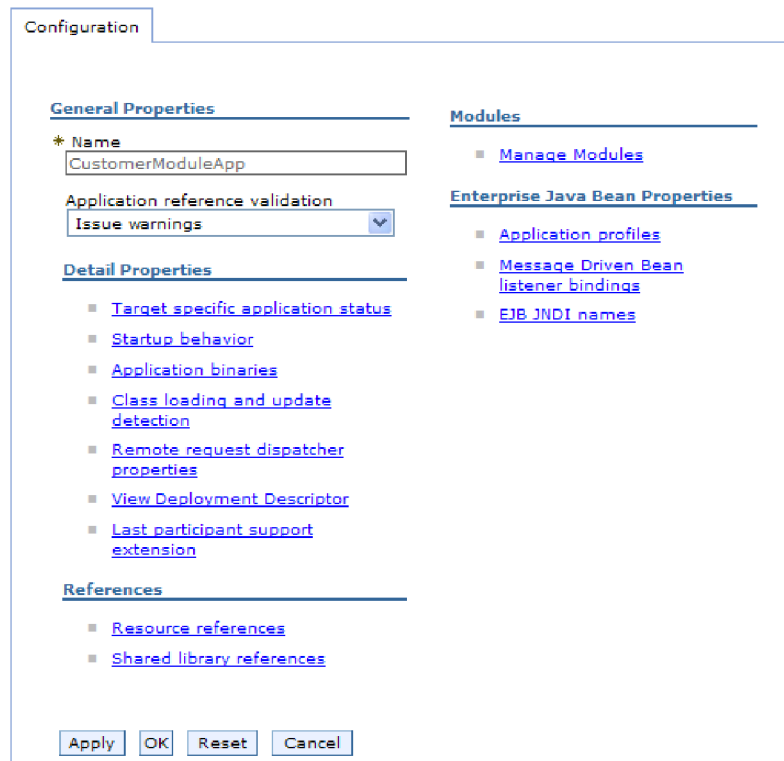 Configuration
General Properties
* Name
CustomerModuleApp
Application reference validation
Issue warnings
Detail Properties
Target specific application status
Startup behavior
Application binaries
Class loading and update
detection
Remote request dispatcher
properties
View Deployment Descriptor
Last participant support
extension
References
Resource references
Shared library references
Modules
Manage Modules
Enterprise Java Bean Properties
Application profiles
Message Driven Bean
listener bindings
EJB JNDI names
Apply OK Reset Cancel